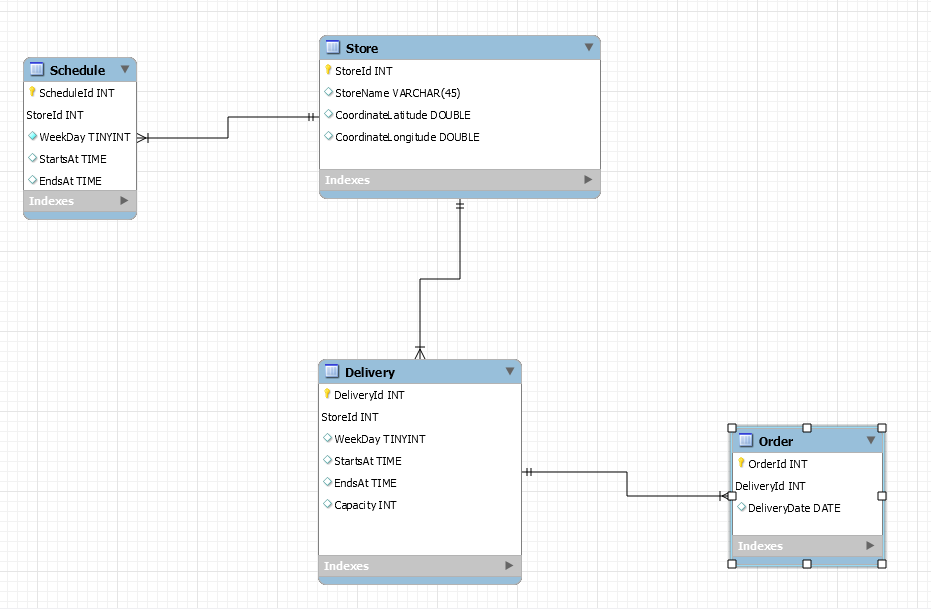 Schedule
ScheduleId INT
StoreId INT
WeekDay TINYINT
StartsAt TIME
EndsAt TIME
Indexes
Store
StoreId INT
StoreName VARCHAR(45)
CoordinateLatitude DOUBLE
CoordinateLongitude DOUBLE
Indexes
Delivery
DeliveryId INT
StoreId INT
WeekDay TINYINT
StartsAt TIME
EndsAt TIME
Capacity INT
Indexes
Order
OrderId INT
DeliveryId INT
DeliveryDate DATE
Indexes